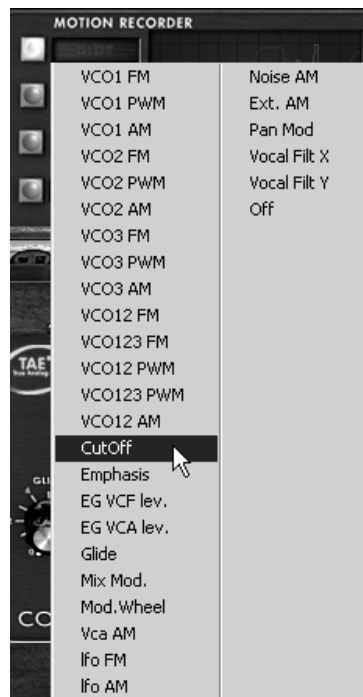 MOTION RECORDER
VCO1 FM
VCO1 PWM
VCO1 AM
VCO2 FM
VCO2 PWM
VCO2 AM
VCO3 FM
VCO3 PWM
VCO3 AM
VCO12 FM
VCO123 FM
VCO12 PWM
VCO123 PWM
VCO12 AM
CutOff
Emphasis
EG VCF lev.
EG VCA lev.
Glide
Mix Mod.
Mod.Wheel
Vca AM
lfo FM
lfo AM
Noise AM
Ext. AM
Pan Mod
Vocal Filt X
Vocal Filt Y
Off
TAE
GLI
CO